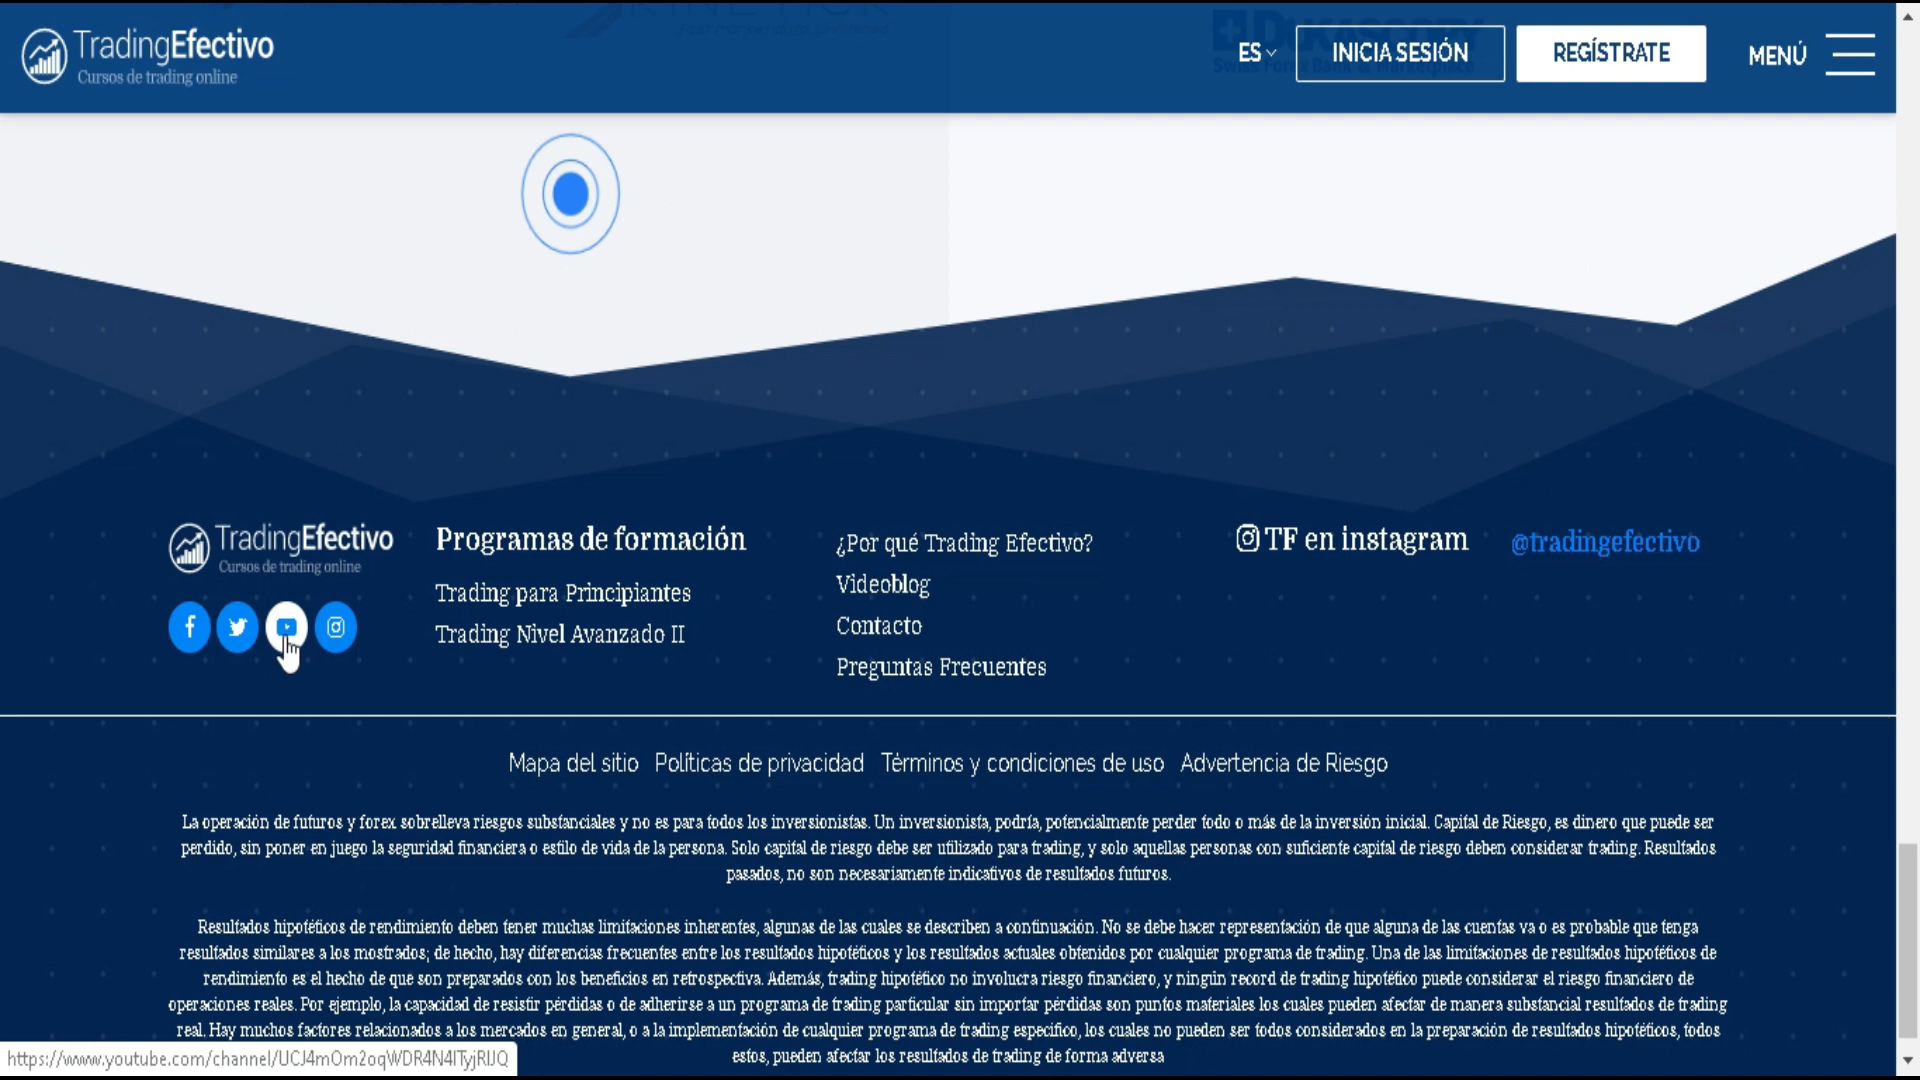 TradingEfectivo
Cursos de trading online
ES
INICIA SESIÓN
REGÍSTRATE
MENÚ
TradingEfectivo
Cursos de trading online
Programas de formación
Trading para Principiantes
Trading Nivel Avanzado II
¿Por qué Trading Efectivo?
Videoblog
Contacto
Preguntas Frecuentes
TF en instagram
@tradingefectivo
Mapa del sitio Políticas de privacidad Términos y condiciones de uso Advertencia de Riesgo
La operación de futuros y forex sobrelleva riesgos substanciales y no es para todos los inversionistas. Un inversionista, podría, potencialmente perder todo o más de la inversión inicial. Capital de Riesgo, es dinero que puede ser
perdido, sin poner en juego la seguridad financiera o estilo de vida de la persona. Solo capital de riesgo debe ser utilizado para trading, y solo aquellas personas con suficiente capital de riesgo deben considerar trading. Resultados
pasados, no son necesariamente indicativos de resultados futuros.
Resultados hipotéticos de rendimiento deben tener muchas limitaciones inherentes, algunas de las cuales se describen a continuación. No se debe hacer representación de que alguna de las cuentas va o es probable que tenga
resultados similares a los mostrados; de hecho, hay diferencias frecuentes entre los resultados hipotéticos y los resultados actuales obtenidos por cualquier programa de trading. Una de las limitaciones de resultados hipotéticos de
rendimiento es el hecho de que son preparados con los beneficios en retrospectiva. Además, trading hipotético no involucra riesgo financiero, y ningún record de trading hipotético puede considerar el riesgo financiero de
operaciones reales. Por ejemplo, la capacidad de resistir pérdidas o de adherirse a un programa de trading particular sin importar pérdidas son puntos materiales los cuales pueden afectar de manera substancial resultados de trading
real. Hay muchos factores relacionados a los mercados en general, o a la implementación de cualquier programa de trading especifico, los cuales no pueden ser todos considerados en la preparación de resultados hipotéticos, todos
estos, pueden afectar los resultados de trading de forma adversa